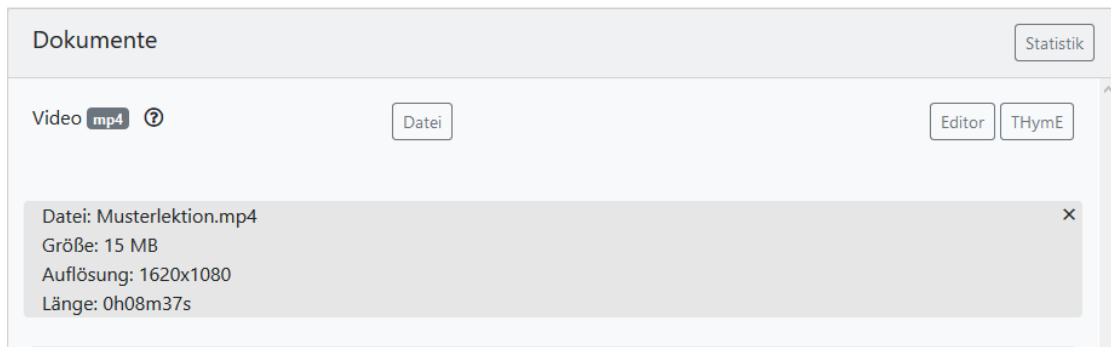 Dokumente Statistik
Video mp4 Datei Editor THymE
Datei: Musterlektion.mp4
Größe: 15 MB
Auflösung: 1620x1080
Länge: 0h08m37s